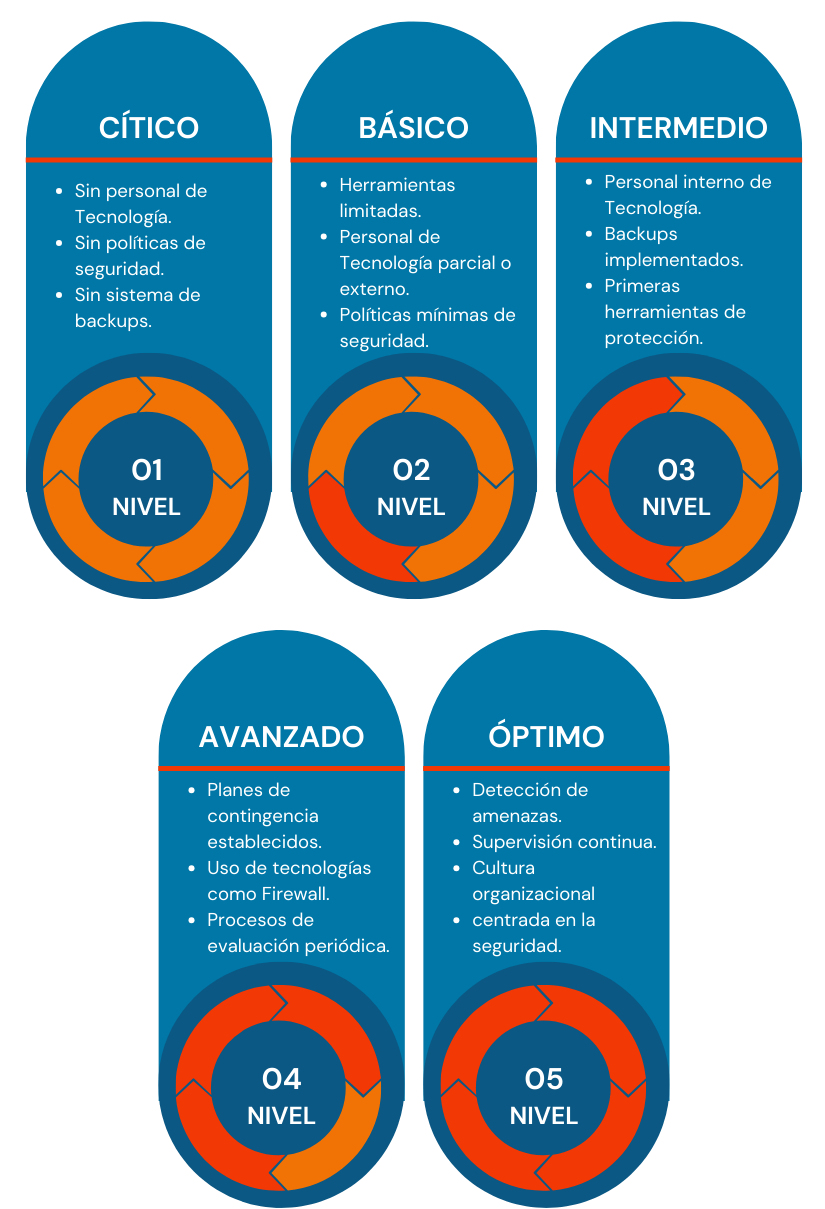 CÍTICO
• Sin personal de
Tecnología.
• Sin políticas de
seguridad.
• Sin sistema de
backups.
01
NIVEL
BÁSICO
• Herramientas
limitadas.
• Personal de
Tecnología parcial o
externo.
• Políticas mínimas de
seguridad.
02
NIVEL
INTERMEDIO
• Personal interno de
Tecnología.
• Backups
implementados.
• Primeras
herramientas de
protección.
03
NIVEL
AVANZADO
• Planes de
contingencia
establecidos.
• Uso de tecnologías
como Firewall.
• Procesos de
evaluación periódica.
04
NIVEL
ÓPTIMO
• Detección de
amenazas.
• Supervisión continua.
• Cultura
organizacional
• centrada en la
seguridad.
05
NIVEL